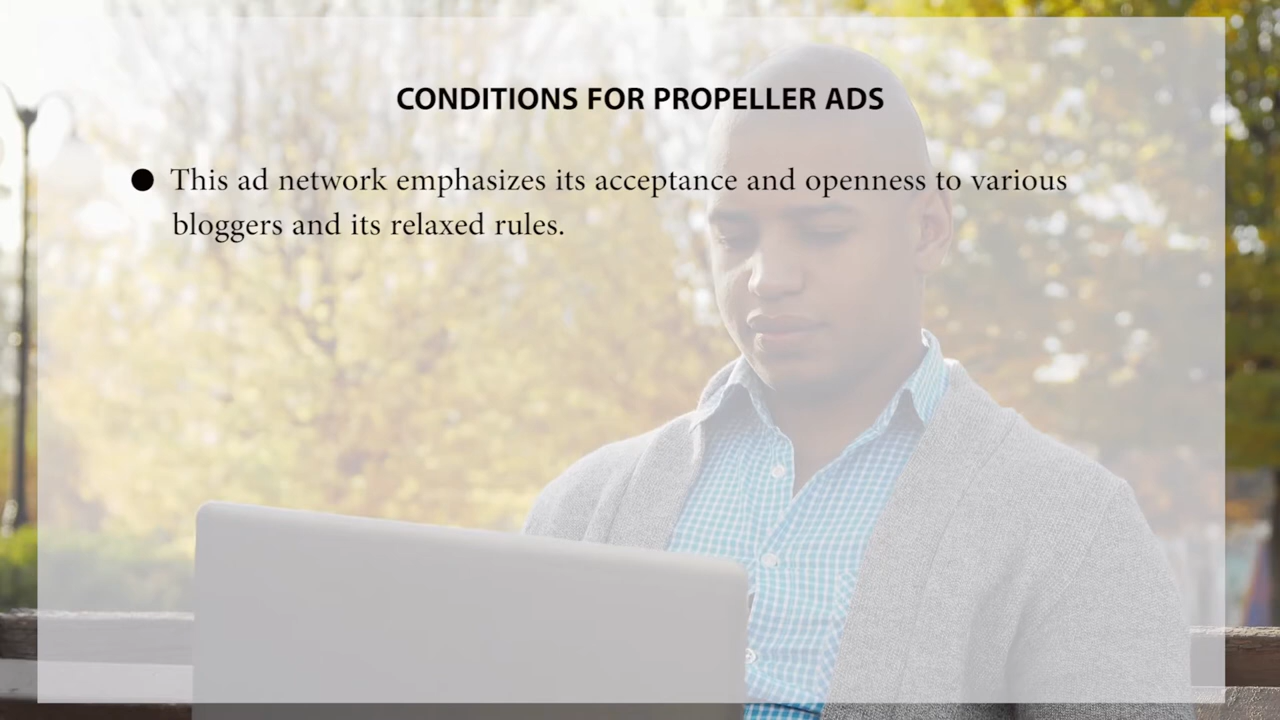 CONDITIONS FOR PROPELLER ADS
● This ad network emphasizes its acceptance and openness to various
bloggers and its relaxed rules.